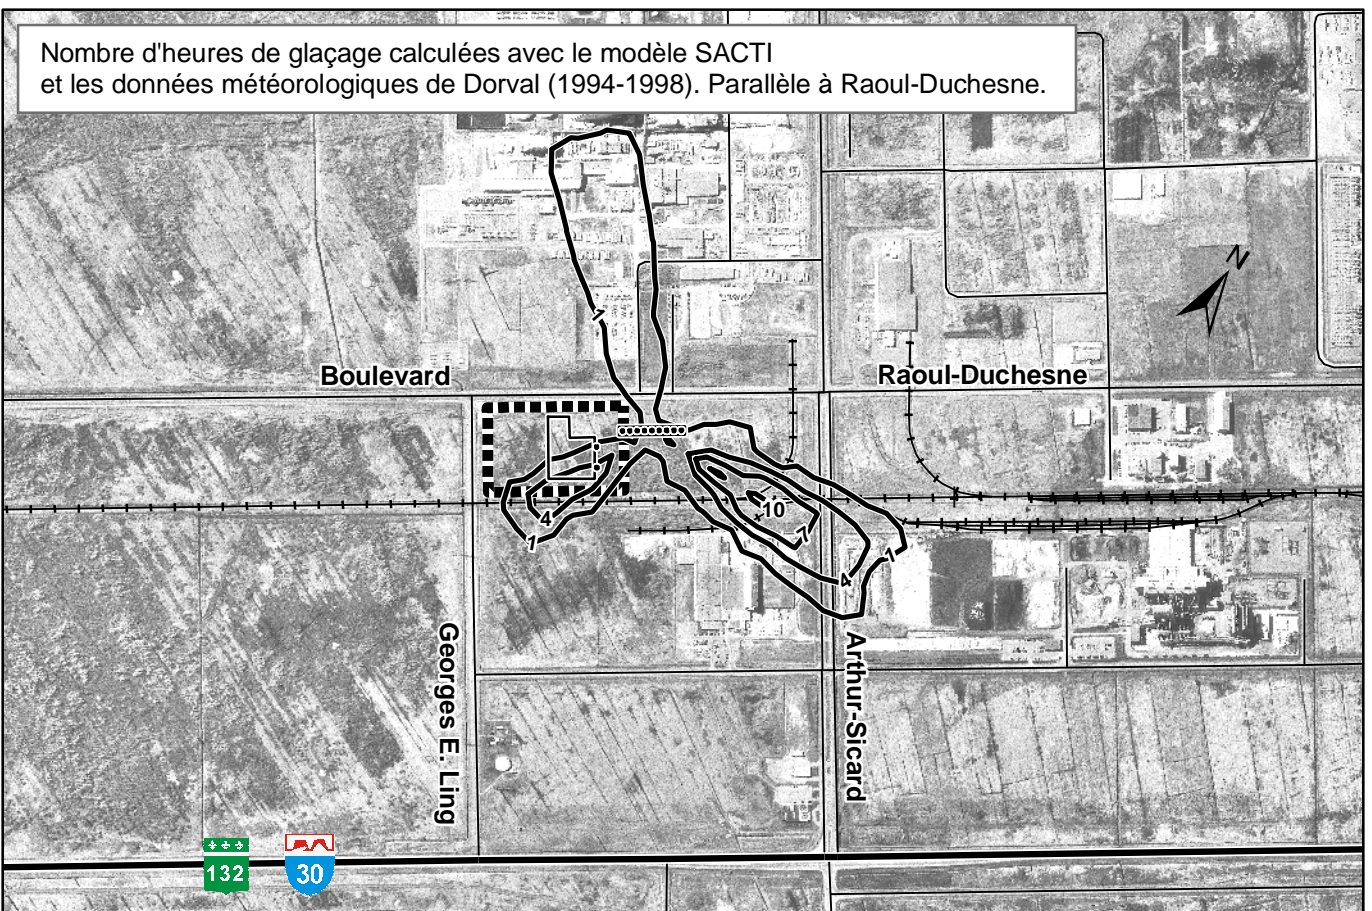 Nombre d'heures de glaçage calculées avec le modèle SACTI
et les données météorologiques de Dorval (1994-1998). Parallèle à Raoul-Duchesne.
N
1
Boulevard
Raoul-Duchesne
10
4
7
1
1
4
Georges E. Ling
Arthur-Sicard
132
30